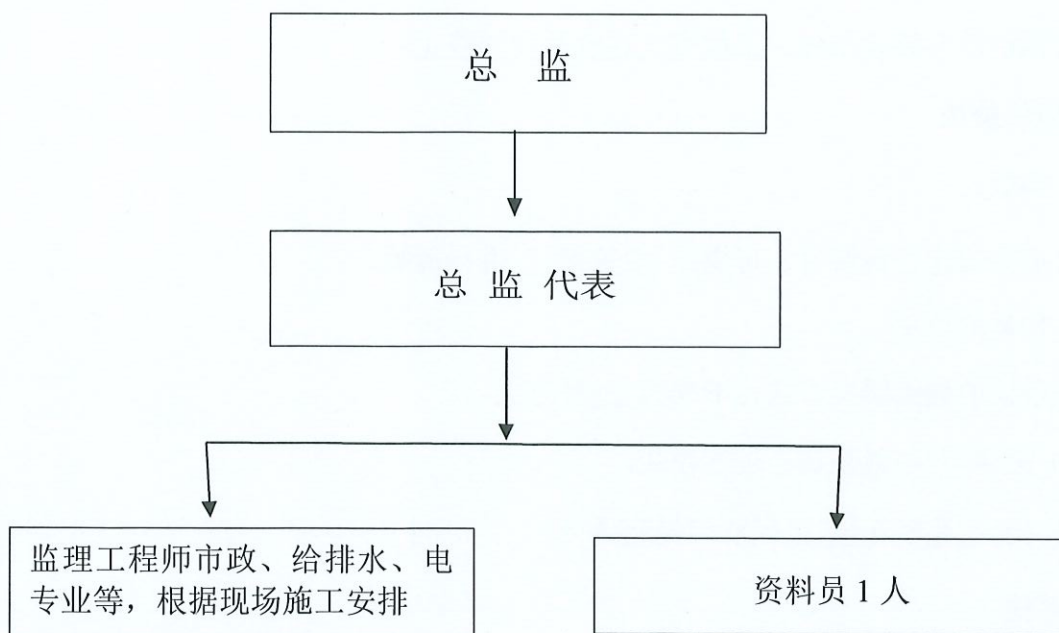 总 监
总 监 代表
监理工程师市政、给排水、电
专业等，根据现场施工安排
资料员 1 人